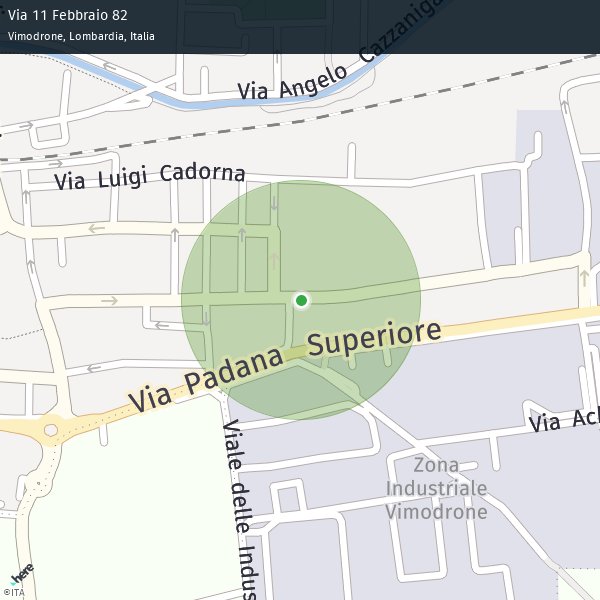 Via 11 Febbraio 82
Vimodrone, Lombardia, Italia
Via Angelo Cazzaniga
Via Luigi Cadorna
Via Padana Superiore
Viale delle Indus
Via Ach
Zona
Industriale
Vimodrone
here
©ITA